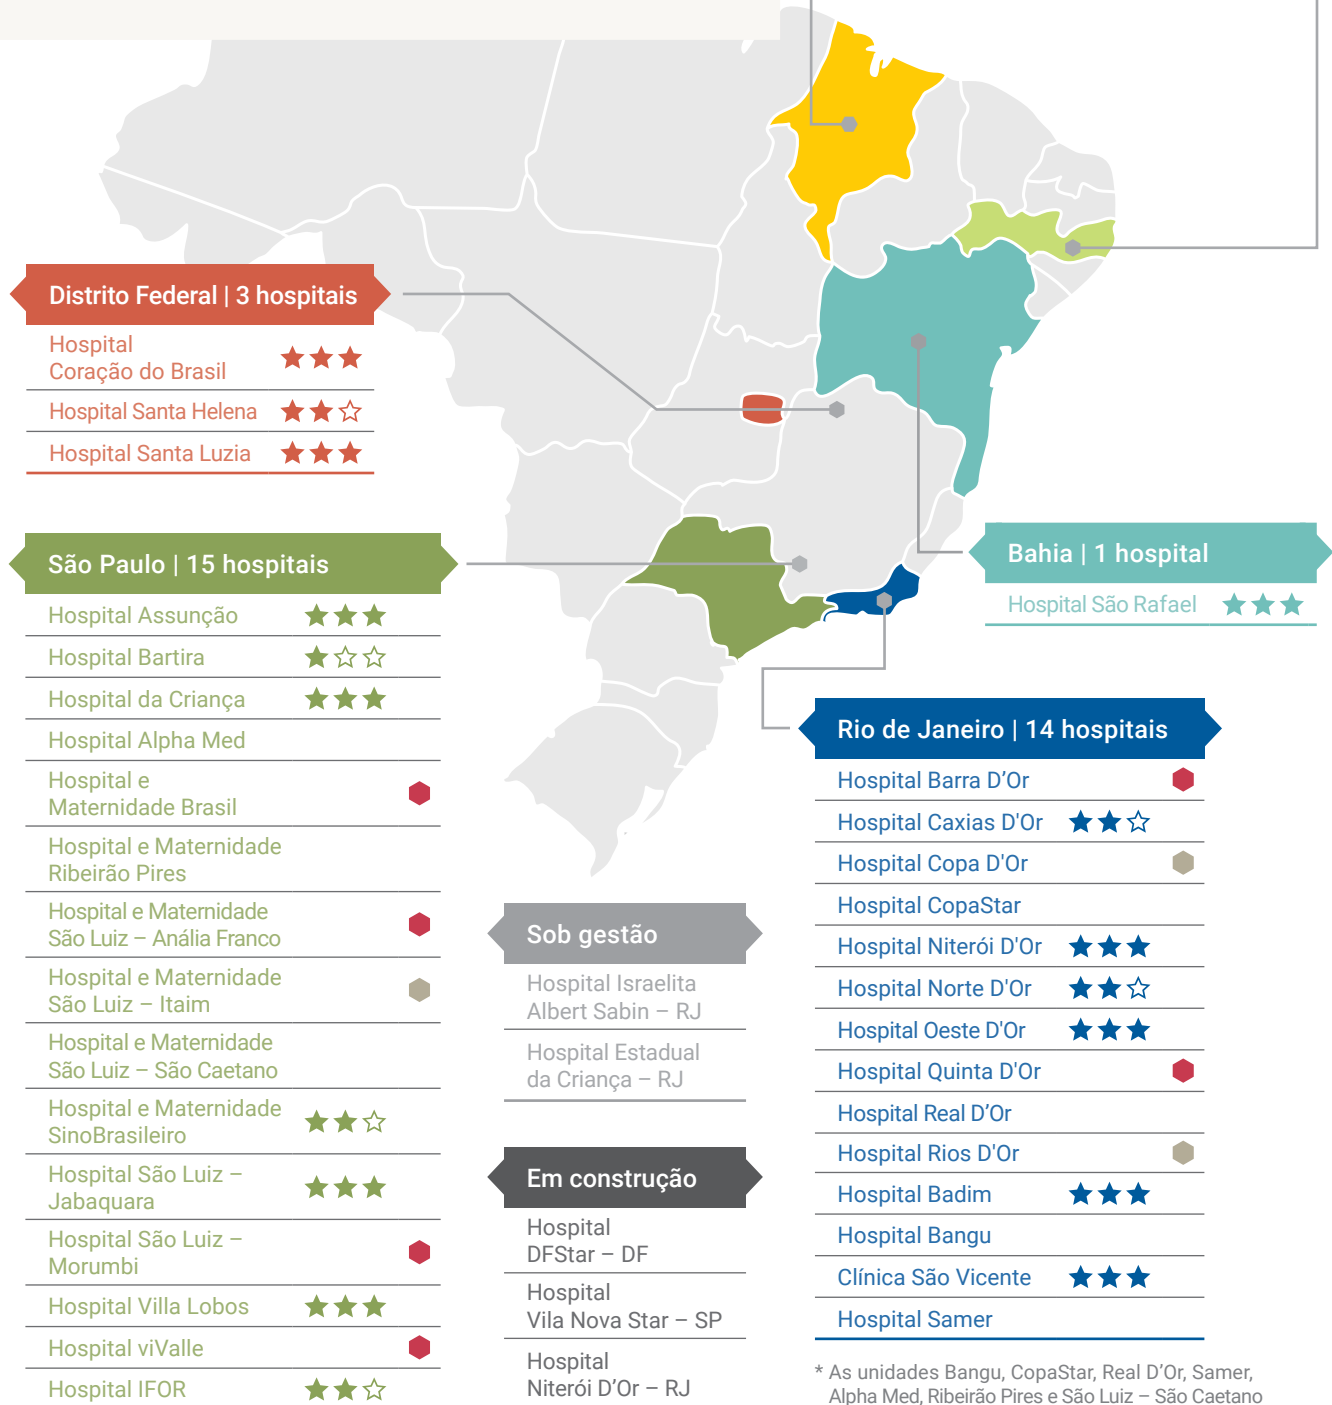 Distrito Federal | 3 hospitais
Hospital
Coração do Brasil
Hospital Santa Helena
Hospital Santa Luzia
São Paulo | 15 hospitais
Hospital Assunção
Hospital Bartira
Hospital da Criança
Hospital Alpha Med
Hospital e
Maternidade Brasil
Hospital e Maternidade
Ribeirão Pires
Hospital e Maternidade
São Luiz – Anália Franco
Hospital e Maternidade
São Luiz – Itaim
Hospital e Maternidade
São Luiz – São Caetano
Hospital e Maternidade
SinoBrasileiro
Hospital São Luiz –
Jabaquara
Hospital São Luiz –
Morumbi
Hospital Villa Lobos
Hospital viValle
Hospital IFOR
Sob gestão
Hospital Israelita
Albert Sabin – RJ
Hospital Estadual
da Criança – RJ
Em construção
Hospital
DFStar – DF
Hospital
Vila Nova Star – SP
Hospital
Niterói D’Or – RJ
Bahia | 1 hospital
Hospital São Rafael
Rio de Janeiro | 14 hospitais
Hospital Barra D’Or
Hospital Caxias D'Or
Hospital Copa D'Or
Hospital CopaStar
Hospital Niterói D'Or
Hospital Norte D'Or
Hospital Oeste D'Or
Hospital Quinta D'Or
Hospital Real D’Or
Hospital Rios D'Or
Hospital Badim
Hospital Bangu
Clínica São Vicente
Hospital Samer
* As unidades Bangu, CopaStar, Real D’Or, Samer,
Alpha Med, Ribeirão Pires e São Luiz – São Caetano